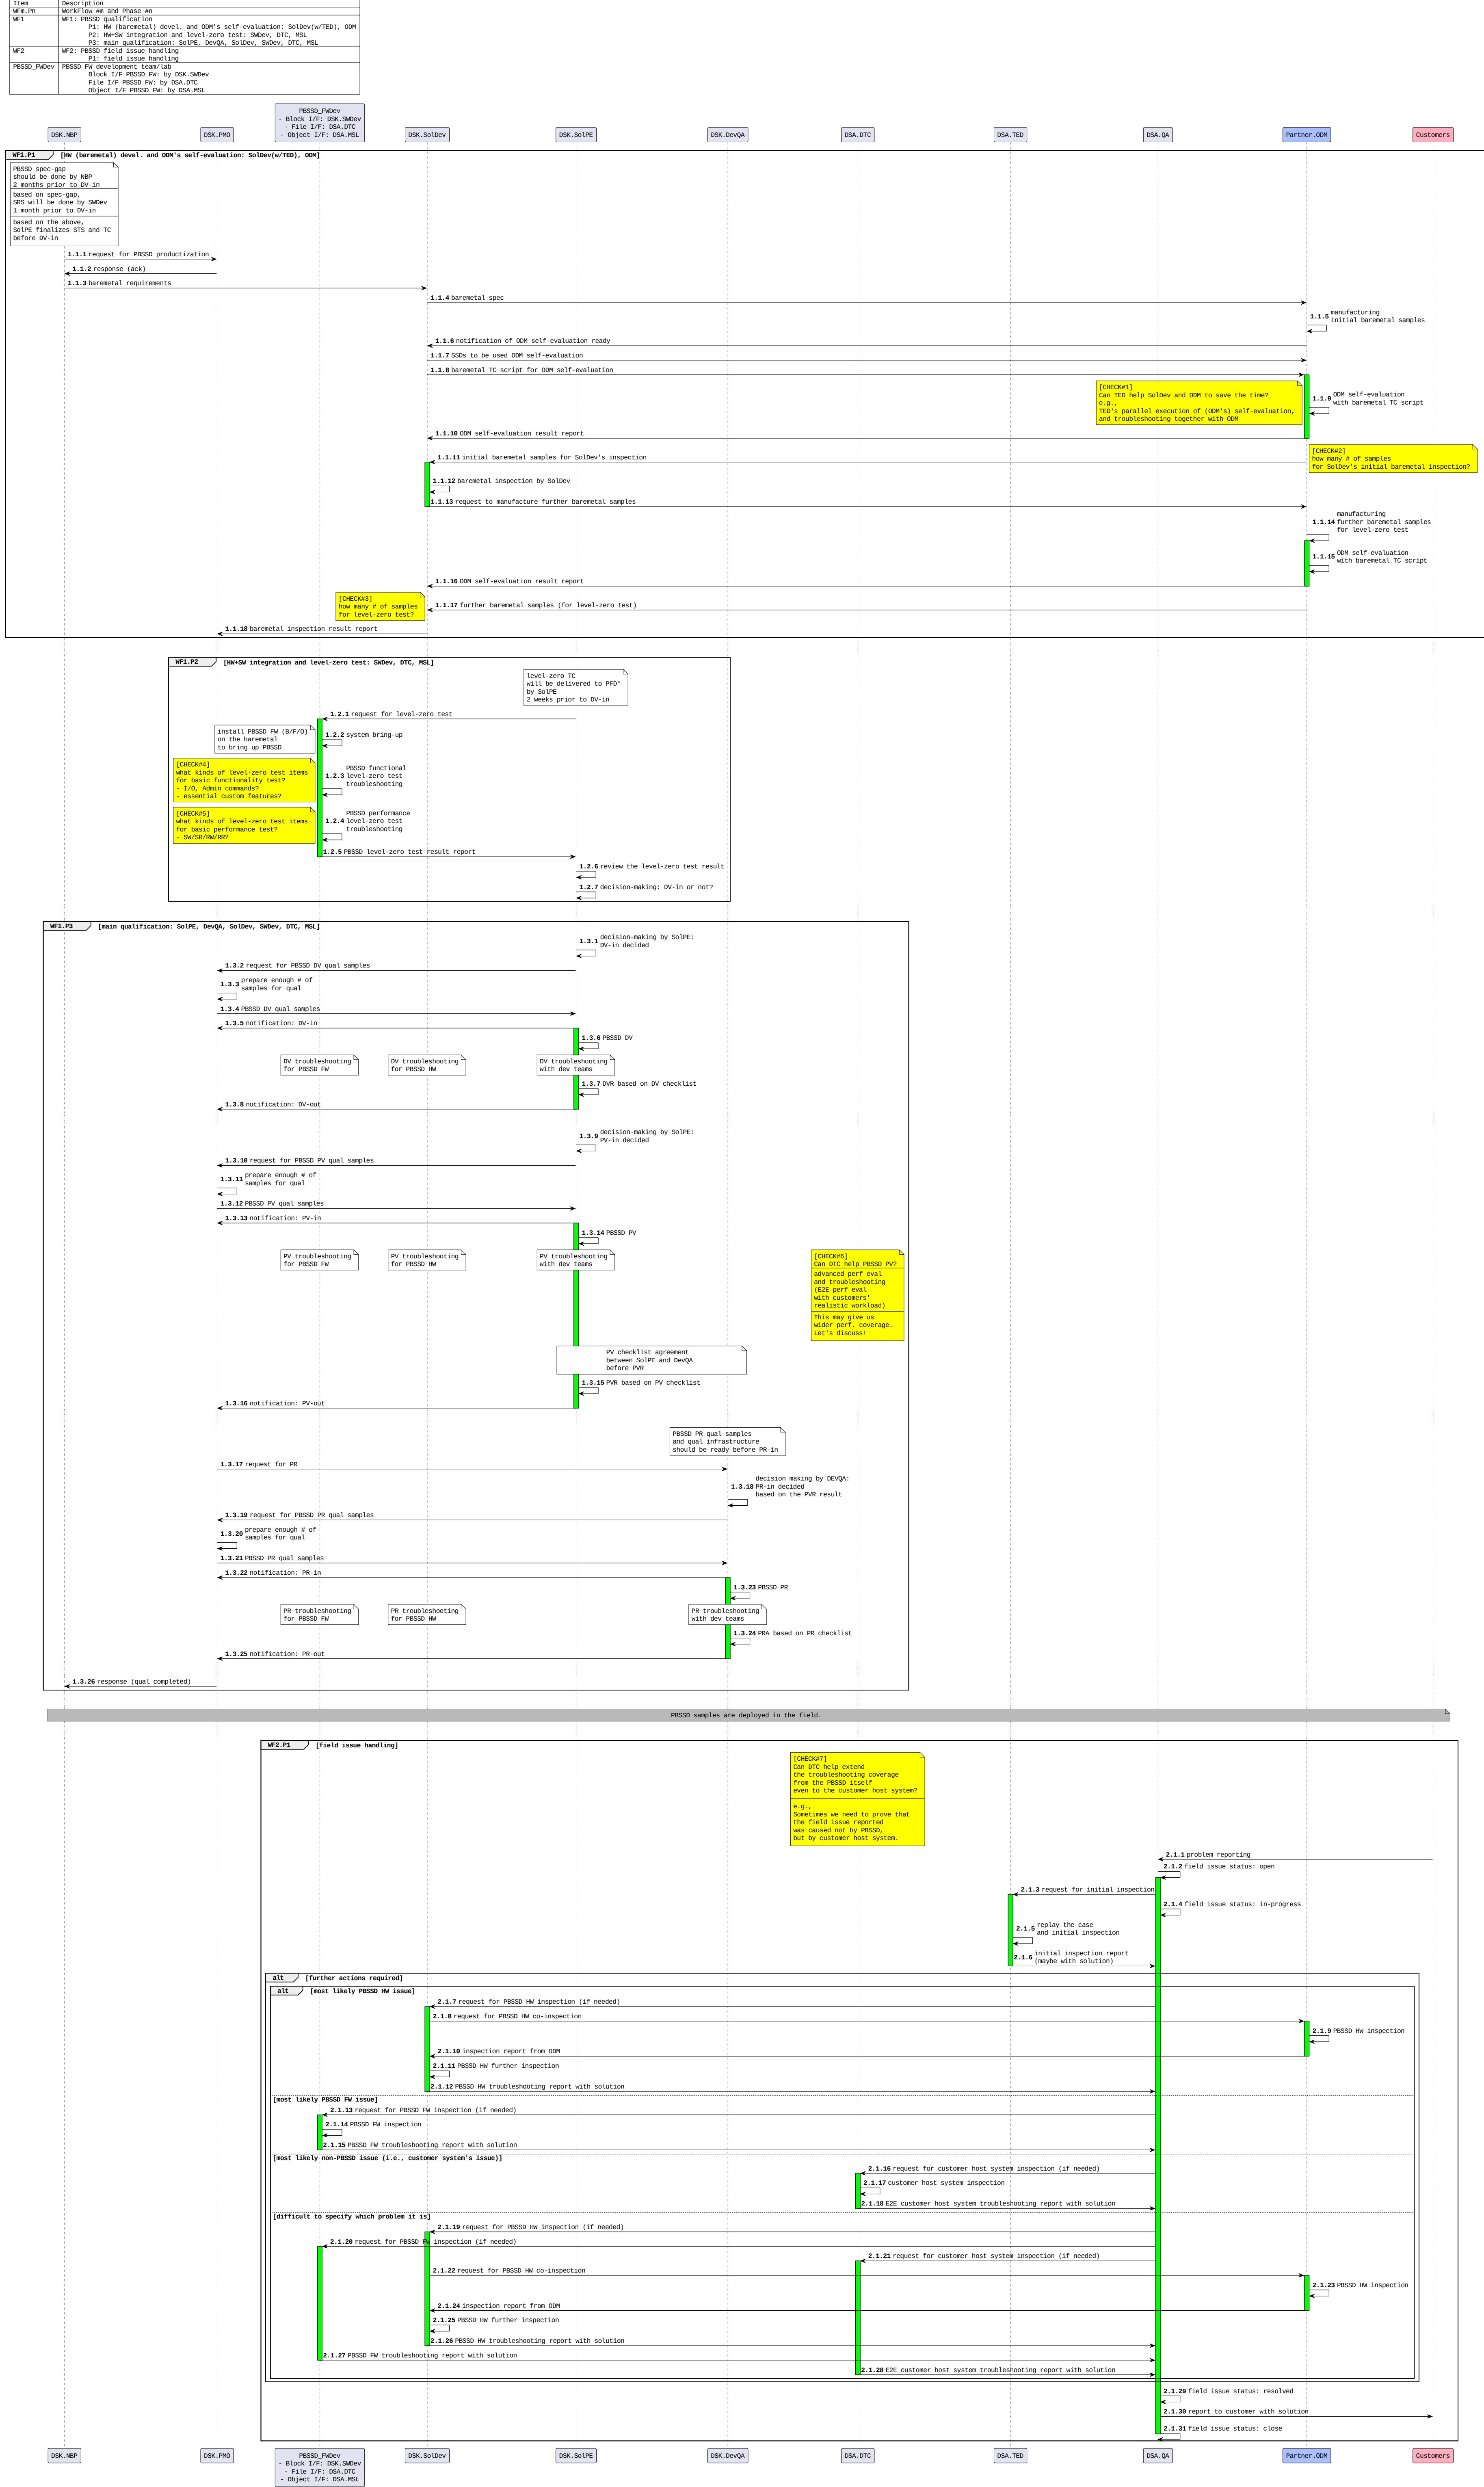 Item Description
WFm.Pn WorkFlow #m and Phase #n
WF1 WF1: PBSSD qualification
P1: HW (baremetal) devel. and ODM's self-evaluation: SolDev(w/TED), ODM
P2: HW+SW integration and level-zero test: SWDev, DTC, MSL
P3: main qualification: SolPE, DevQA, SolDev, SWDev, DTC, MSL
WF2 WF2: PBSSD field issue handling
P1: field issue handling
PBSSD_FWDev PBSSD FW development team/lab
Block I/F PBSSD FW: by DSK.SWDev
File I/F PBSSD FW: by DSA.DTC
Object I/F PBSSD FW: by DSA.MSL
DSK.NBP
DSK.PMO
PBSSD_FWDev
- Block I/F: DSK.SWDev
- File I/F: DSA.DTC
- Object I/F: DSA.MSL
DSK.SolDev
DSK.SolPE
DSK.DevQA
DSA.DTC
DSA.TED
DSA.QA
Partner.ODM
Customers
WF1.P1 [HW (baremetal) devel. and ODM's self-evaluation: SolDev(w/TED), ODM]
PBSSD spec-gap
should be done by NBP
2 months prior to DV-in
based on spec-gap,
SRS will be done by SWDev
1 month prior to DV-in
based on the above,
SolPE finalizes STS and TC
before DV-in
1.1.1 request for PBSSD productization
1.1.2 response (ack)
1.1.3 baremetal requirements
1.1.4 baremetal spec
1.1.5 manufacturing
initial baremetal samples
1.1.6 notification of ODM self-evaluation ready
1.1.7 SSDs to be used ODM self-evaluation
1.1.8 baremetal TC script for ODM self-evaluation
[CHECK#1]
Can TED help SolDev and ODM to save the time?
e.g.,
TED's parallel execution of (ODM's) self-evaluation,
and troubleshooting together with ODM
1.1.9 ODM self-evaluation
with baremetal TC script
1.1.10 ODM self-evaluation result report
1.1.11 initial baremetal samples for SolDev's inspection
[CHECK#2]
how many # of samples
for SolDev's initial baremetal inspection?
1.1.12 baremetal inspection by SolDev
1.1.13 request to manufacture further baremetal samples
1.1.14 manufacturing
further baremetal samples
for level-zero test
1.1.15 ODM self-evaluation
with baremetal TC script
1.1.16 ODM self-evaluation result report
[CHECK#3]
how many # of samples
for level-zero test?
1.1.17 further baremetal samples (for level-zero test)
1.1.18 baremetal inspection result report
WF1.P2 [HW+SW integration and level-zero test: SWDev, DTC, MSL]
level-zero TC
will be delivered to PFD*
by SolPE
2 weeks prior to DV-in
1.2.1 request for level-zero test
install PBSSD FW (B/F/O)
on the baremetal
to bring up PBSSD
1.2.2 system bring-up
[CHECK#4]
what kinds of level-zero test items
for basic functionality test?
- I/O, Admin commands?
- essential custom features?
1.2.3 PBSSD functional
level-zero test
troubleshooting
[CHECK#5]
what kinds of level-zero test items
for basic performance test?
- SW/SR/RW/RR?
1.2.4 PBSSD performance
level-zero test
troubleshooting
1.2.5 PBSSD level-zero test result report
1.2.6 review the level-zero test result
1.2.7 decision-making: DV-in or not?
WF1.P3 [main qualification: SolPE, DevQA, SolDev, SWDev, DTC, MSL]
1.3.1 decision-making by SolPE:
DV-in decided
1.3.2 request for PBSSD DV qual samples
1.3.3 prepare enough # of
samples for qual
1.3.4 PBSSD DV qual samples
1.3.5 notification: DV-in
1.3.6 PBSSD DV
DV troubleshooting
for PBSSD FW
DV troubleshooting
for PBSSD HW
DV troubleshooting
with dev teams
1.3.7 DVR based on DV checklist
1.3.8 notification: DV-out
1.3.9 decision-making by SolPE:
PV-in decided
1.3.10 request for PBSSD PV qual samples
1.3.11 prepare enough # of
samples for qual
1.3.12 PBSSD PV qual samples
1.3.13 notification: PV-in
1.3.14 PBSSD PV
PV troubleshooting
for PBSSD FW
PV troubleshooting
for PBSSD HW
PV troubleshooting
with dev teams
[CHECK#6]
Can DTC help PBSSD PV?
advanced perf eval
and troubleshooting
(E2E perf eval
with customers'
realistic workload)
This may give us
wider perf. coverage.
Let's discuss!
PV checklist agreement
between SolPE and DevQA
before PVR
1.3.15 PVR based on PV checklist
1.3.16 notification: PV-out
PBSSD PR qual samples
and qual infrastructure
should be ready before PR-in
1.3.17 request for PR
1.3.18 decision making by DEVQA:
PR-in decided
based on the PVR result
1.3.19 request for PBSSD PR qual samples
1.3.20 prepare enough # of
samples for qual
1.3.21 PBSSD PR qual samples
1.3.22 notification: PR-in
1.3.23 PBSSD PR
PR troubleshooting
for PBSSD FW
PR troubleshooting
for PBSSD HW
PR troubleshooting
with dev teams
1.3.24 PRA based on PR checklist
1.3.25 notification: PR-out
1.3.26 response (qual completed)
PBSSD samples are deployed in the field.
WF2.P1 [field issue handling]
[CHECK#7]
Can DTC help extend
the troubleshooting coverage
from the PBSSD itself
even to the customer host system?
e.g.,
Sometimes we need to prove that
the field issue reported
was caused not by PBSSD,
but by customer host system.
2.1.1 problem reporting
2.1.2 field issue status: open
2.1.3 request for initial inspection
2.1.4 field issue status: in-progress
2.1.5 replay the case
and initial inspection
2.1.6 initial inspection report
(maybe with solution)
alt [further actions required]
alt [most likely PBSSD HW issue]
2.1.7 request for PBSSD HW inspection (if needed)
2.1.8 request for PBSSD HW co-inspection
2.1.9 PBSSD HW inspection
2.1.10 inspection report from ODM
2.1.11 PBSSD HW further inspection
2.1.12 PBSSD HW troubleshooting report with solution
[most likely PBSSD FW issue]
2.1.13 request for PBSSD FW inspection (if needed)
2.1.14 PBSSD FW inspection
2.1.15 PBSSD FW troubleshooting report with solution
[most likely non-PBSSD issue (i.e., customer system's issue)]
2.1.16 request for customer host system inspection (if needed)
2.1.17 customer host system inspection
2.1.18 E2E customer host system troubleshooting report with solution
[difficult to specify which problem it is]
2.1.19 request for PBSSD HW inspection (if needed)
2.1.20 request for PBSSD FW inspection (if needed)
2.1.21 request for customer host system inspection (if needed)
2.1.22 request for PBSSD HW co-inspection
2.1.23 PBSSD HW inspection
2.1.24 inspection report from ODM
2.1.25 PBSSD HW further inspection
2.1.26 PBSSD HW troubleshooting report with solution
2.1.27 PBSSD FW troubleshooting report with solution
2.1.28 E2E customer host system troubleshooting report with solution
2.1.29 field issue status: resolved
2.1.30 report to customer with solution
2.1.31 field issue status: close
DSK.NBP
DSK.PMO
PBSSD_FWDev
- Block I/F: DSK.SWDev
- File I/F: DSA.DTC
- Object I/F: DSA.MSL
DSK.SolDev
DSK.SolPE
DSK.DevQA
DSA.DTC
DSA.TED
DSA.QA
Partner.ODM
Customers